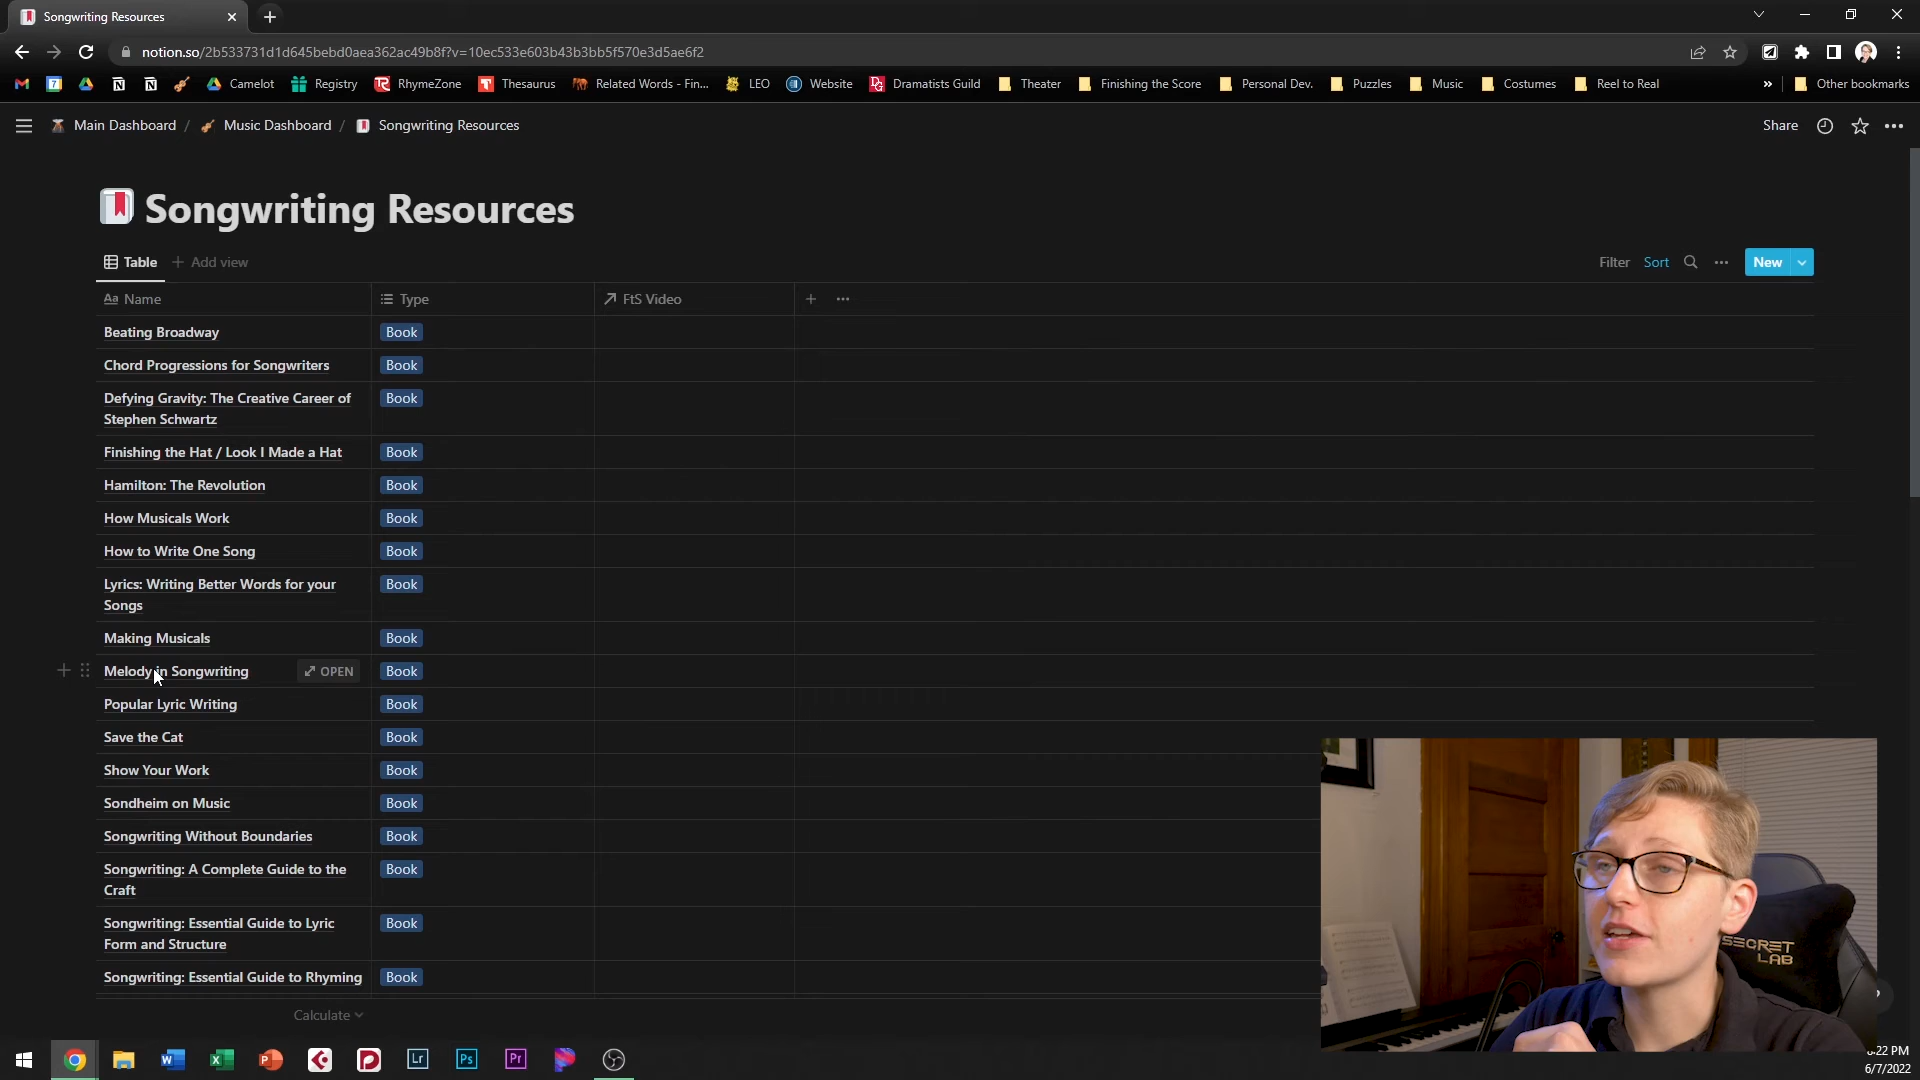 Songwriting Resources
notion.so/2b533731d1d645bebd0aea362ac49b8f?v=10ec533e603b43b3bb5f570e3d5ae6f2
Camelot Registry RhymeZone Thesaurus Related Words - Fin... LEO Website Dramatists Guild Theater Finishing the Score Personal Dev. Puzzles Music Costumes Reel to Real » Other bookmarks
Main Dashboard / Music Dashboard / Songwriting Resources Share
Songwriting Resources
Table + Add view Filter Sort New
Aa Name Type FtS Video
Beating Broadway Book
Chord Progressions for Songwriters Book
Defying Gravity: The Creative Career of Book
Stephen Schwartz
Finishing the Hat / Look I Made a Hat Book
Hamilton: The Revolution Book
How Musicals Work Book
How to Write One Song Book
Lyrics: Writing Better Words for your Book
Songs
Making Musicals Book
Melody in Songwriting OPEN Book
Popular Lyric Writing Book
Save the Cat Book
Show Your Work Book
Sondheim on Music Book
Songwriting Without Boundaries Book
Songwriting: A Complete Guide to the Book
Craft
Songwriting: Essential Guide to Lyric Book
Form and Structure
Songwriting: Essential Guide to Rhyming Book
Calculate
SECRET
LAB
Lr Ps Pr
:22 PM
6/7/2022